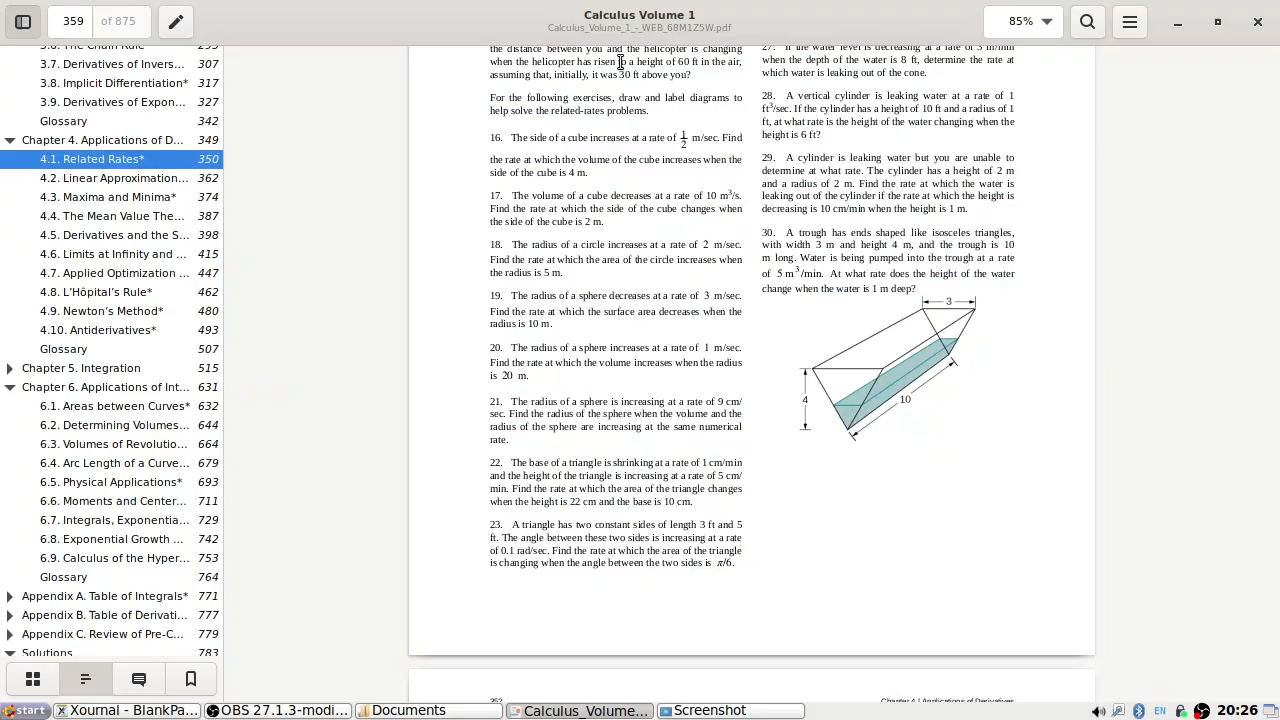 359
of 875
Calculus Volume 1
Calculus_Volume_1_-_WEB_68M1Z5W.pdf
85%
3.6. The Chain Rule 295
3.7. Derivatives of Invers... 307
3.8. Implicit Differentiation* 317
3.9. Derivatives of Expon... 327
Glossary 342
Chapter 4. Applications of D... 349
4.1. Related Rates* 350
4.2. Linear Approximation... 362
4.3. Maxima and Minima* 374
4.4. The Mean Value The... 387
4.5. Derivatives and the S... 398
4.6. Limits at Infinity and ... 415
4.7. Applied Optimization ... 447
4.8. L’Hôpital’s Rule* 462
4.9. Newton’s Method* 480
4.10. Antiderivatives* 493
Glossary 507
Chapter 5. Integration 515
Chapter 6. Applications of Int... 631
6.1. Areas between Curves* 632
6.2. Determining Volumes... 644
6.3. Volumes of Revolutio... 664
6.4. Arc Length of a Curve... 679
6.5. Physical Applications* 693
6.6. Moments and Center... 711
6.7. Integrals, Exponentia... 729
6.8. Exponential Growth ... 742
6.9. Calculus of the Hyper... 753
Glossary 764
Appendix A. Table of Integrals* 771
Appendix B. Table of Derivati... 777
Appendix C. Review of Pre-C... 779
Solutions 783
the distance between you and the helicopter is changing
when the helicopter has risen to a height of 60 ft in the air,
assuming that, initially, it was 30 ft above you?
For the following exercises, draw and label diagrams to
help solve the related-rates problems.
16. The side of a cube increases at a rate of 1/2 m/sec. Find
the rate at which the volume of the cube increases when the
side of the cube is 4 m.
17. The volume of a cube decreases at a rate of 10 m³/s.
Find the rate at which the side of the cube changes when
the side of the cube is 2 m.
18. The radius of a circle increases at a rate of 2 m/sec.
Find the rate at which the area of the circle increases when
the radius is 5 m.
19. The radius of a sphere decreases at a rate of 3 m/sec.
Find the rate at which the surface area decreases when the
radius is 10 m.
20. The radius of a sphere increases at a rate of 1 m/sec.
Find the rate at which the volume increases when the radius
is 20 m.
21. The radius of a sphere is increasing at a rate of 9 cm/
sec. Find the radius of the sphere when the volume and the
radius of the sphere are increasing at the same numerical
rate.
22. The base of a triangle is shrinking at a rate of 1 cm/min
and the height of the triangle is increasing at a rate of 5 cm/
min. Find the rate at which the area of the triangle changes
when the height is 22 cm and the base is 10 cm.
23. A triangle has two constant sides of length 3 ft and 5
ft. The angle between these two sides is increasing at a rate
of 0.1 rad/sec. Find the rate at which the area of the triangle
is changing when the angle between the two sides is π/6.
27. If the water level is decreasing at a rate of 3 in/min
when the depth of the water is 8 ft, determine the rate at
which water is leaking out of the cone.
28. A vertical cylinder is leaking water at a rate of 1
ft³/sec. If the cylinder has a height of 10 ft and a radius of 1
ft, at what rate is the height of the water changing when the
height is 6 ft?
29. A cylinder is leaking water but you are unable to
determine at what rate. The cylinder has a height of 2 m
and a radius of 2 m. Find the rate at which the water is
leaking out of the cylinder if the rate at which the height is
decreasing is 10 cm/min when the height is 1 m.
30. A trough has ends shaped like isosceles triangles,
with width 3 m and height 4 m, and the trough is 10
m long. Water is being pumped into the trough at a rate
of 5 m³/min. At what rate does the height of the water
change when the water is 1 m deep?
3
4
10
352
Chapter 4 | Applications of Derivatives
start
Xournal - BlankPa...
OBS 27.1.3-modi...
Documents
Calculus_Volume...
Screenshot
EN
20:26